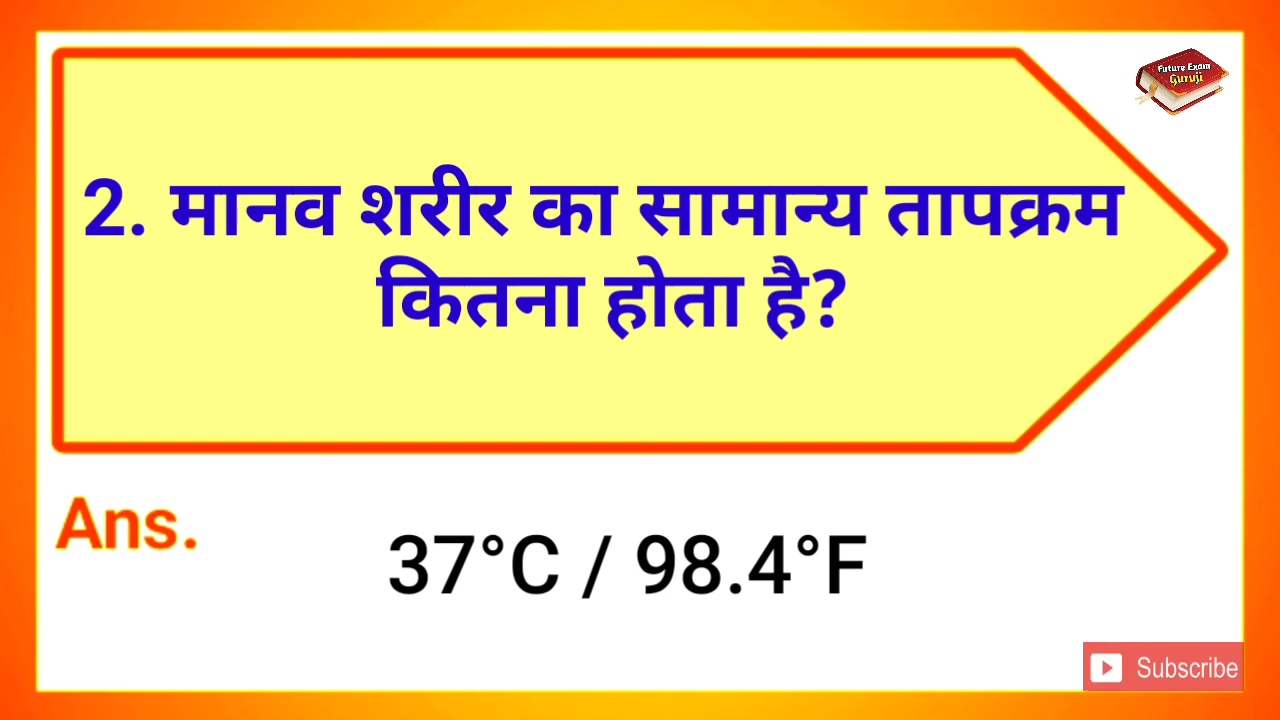 Future Exam
Guruji
2. मानव शरीर का सामान्य तापक्रम
कितना होता है?
Ans.
37°C / 98.4°F
Subscribe